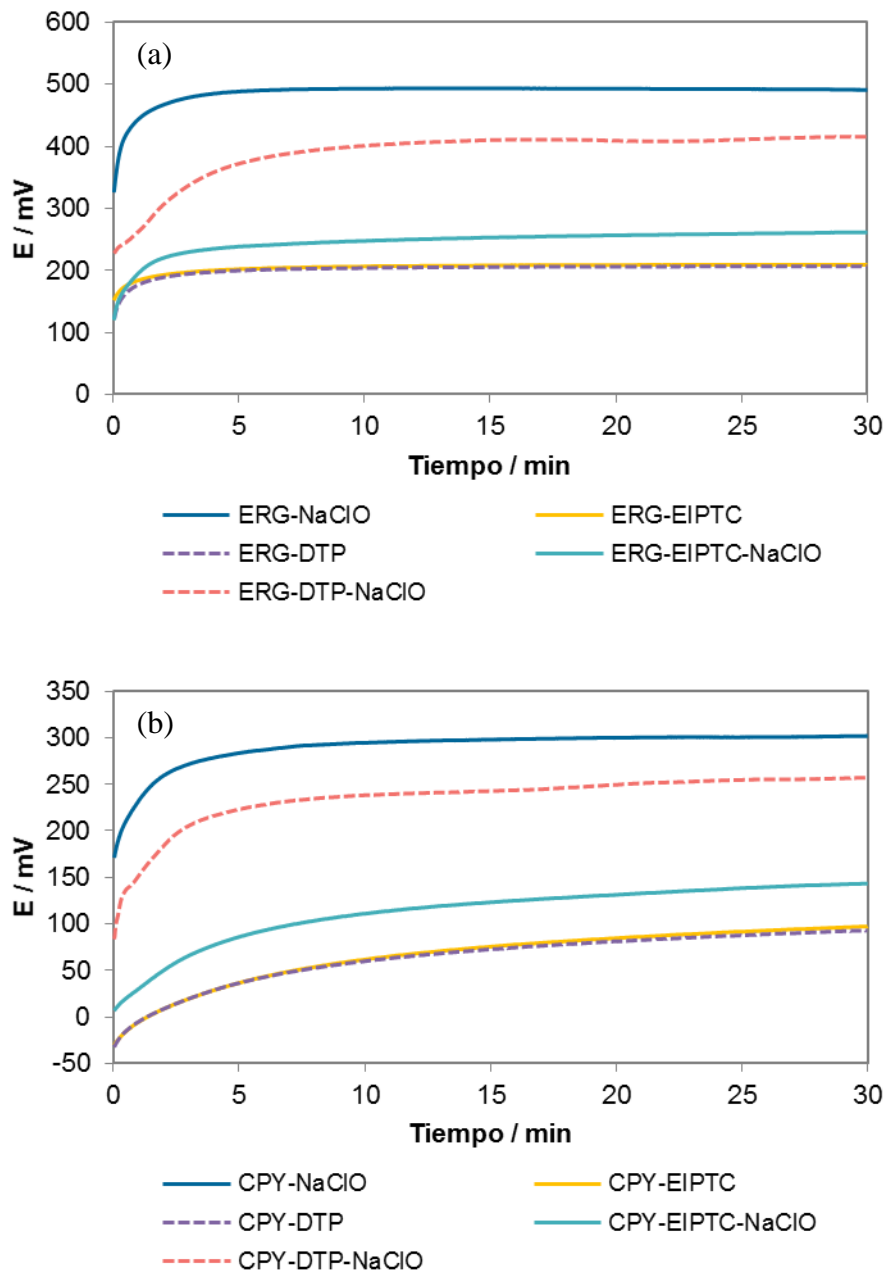 600
(a)
500
400
300
200
100
0
E / mV
0 5 10 15 20 25 30
Tiempo / min
ERG-NaClO ERG-EIPTC
ERG-DTP ERG-EIPTC-NaClO
ERG-DTP-NaClO
350
(b)
300
250
200
150
100
50
0
-50
E / mV
0 5 10 15 20 25 30
Tiempo / min
CPY-NaClO CPY-EIPTC
CPY-DTP CPY-EIPTC-NaClO
CPY-DTP-NaClO